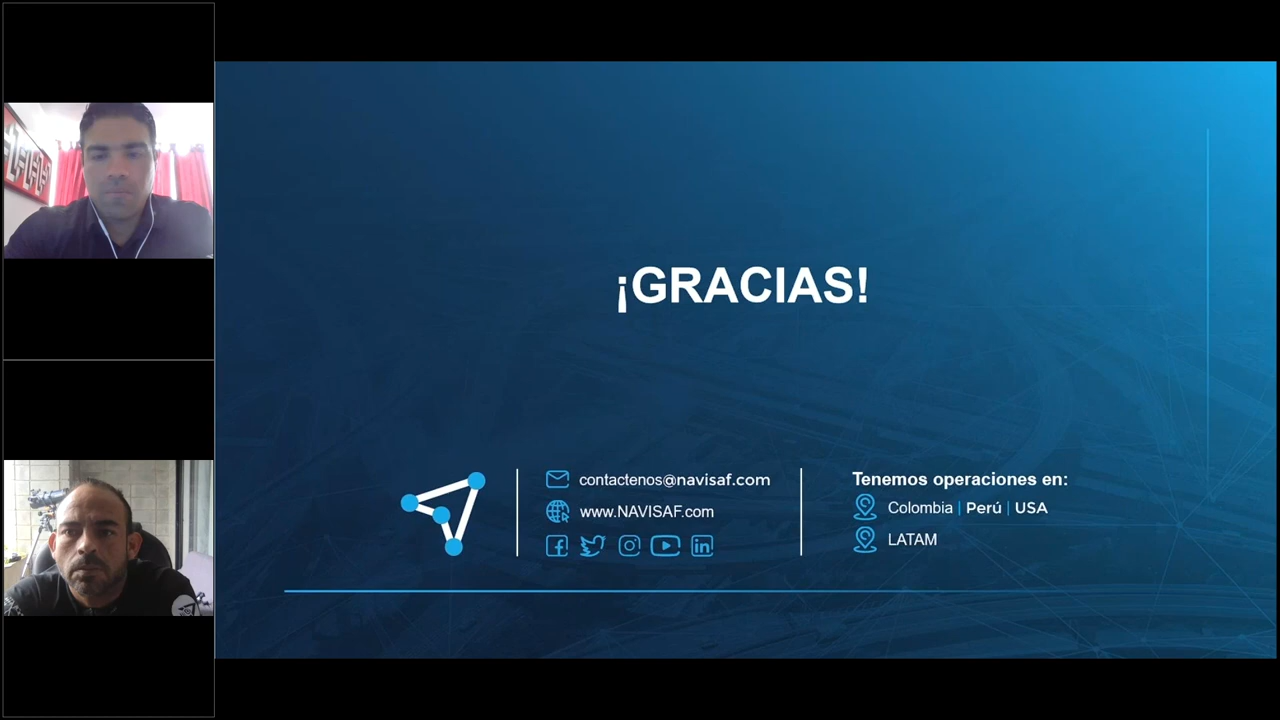 ¡GRACIAS!
contactenos@navisaf.com
www.NAVISAF.com
Tenemos operaciones en:
Colombia | Perú | USA
LATAM